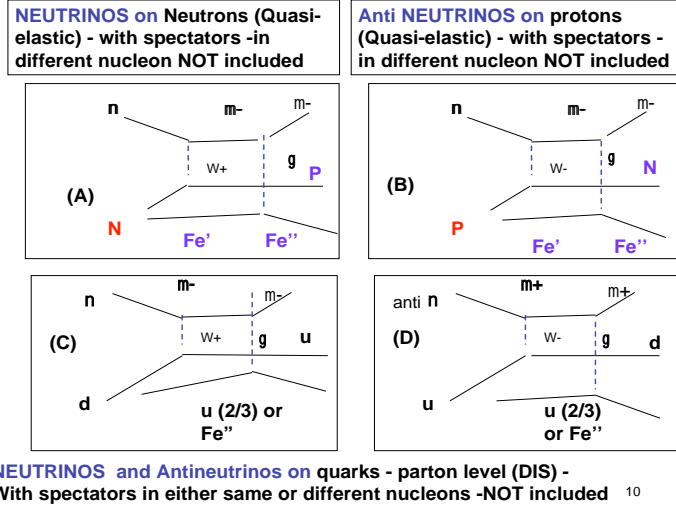 NEUTRINOS on Neutrons (Quasi-
elastic) - with spectators -in
different nucleon NOT included
Anti NEUTRINOS on protons
(Quasi-elastic) - with spectators -
in different nucleon NOT included
n m- m-
W+ g P
(A)
N
Fe’ Fe’’
n m- m-
W- g N
(B)
P
Fe’ Fe’’
n m- m-
(C) W+ g u
d u (2/3) or
Fe”
anti n m+ m+
(D) W- g d
u u (2/3)
or Fe’’
NEUTRINOS and Antineutrinos on quarks - parton level (DIS) -
With spectators in either same or different nucleons -NOT included 10